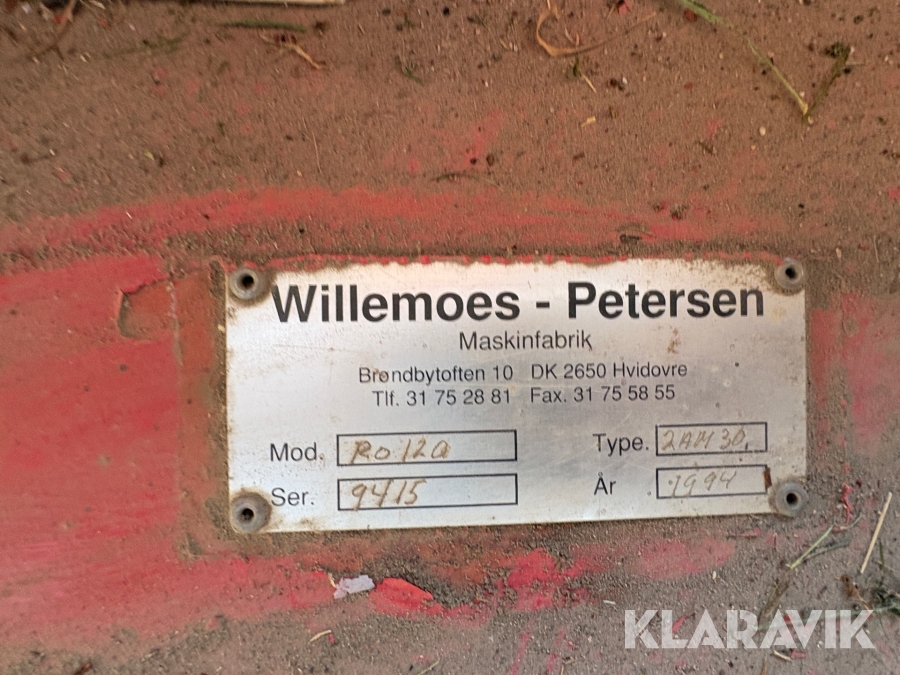 Willemoes - Petersen
Maskinfabrik
Brøndbytoften 10 DK 2650 Hvidovre
Tlf. 31 75 28 81 Fax. 31 75 58 55
Mod. Ro 12a Type. 2AM30.
Ser. 9415 År 1994
KLARAVIK